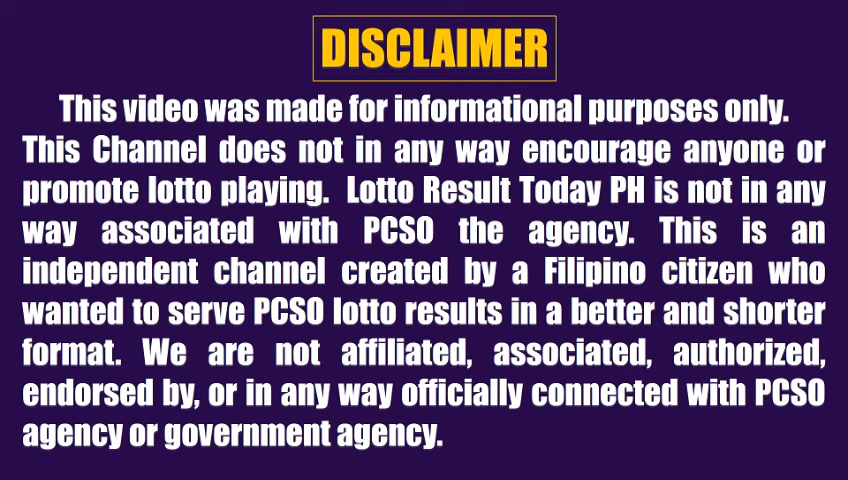 DISCLAIMER
This video was made for informational purposes only.
This Channel does not in any way encourage anyone or
promote lotto playing. Lotto Result Today PH is not in any
way associated with PCSO the agency. This is an
independent channel created by a Filipino citizen who
wanted to serve PCSO lotto results in a better and shorter
format. We are not affiliated, associated, authorized,
endorsed by, or in any way officially connected with PCSO
agency or government agency.